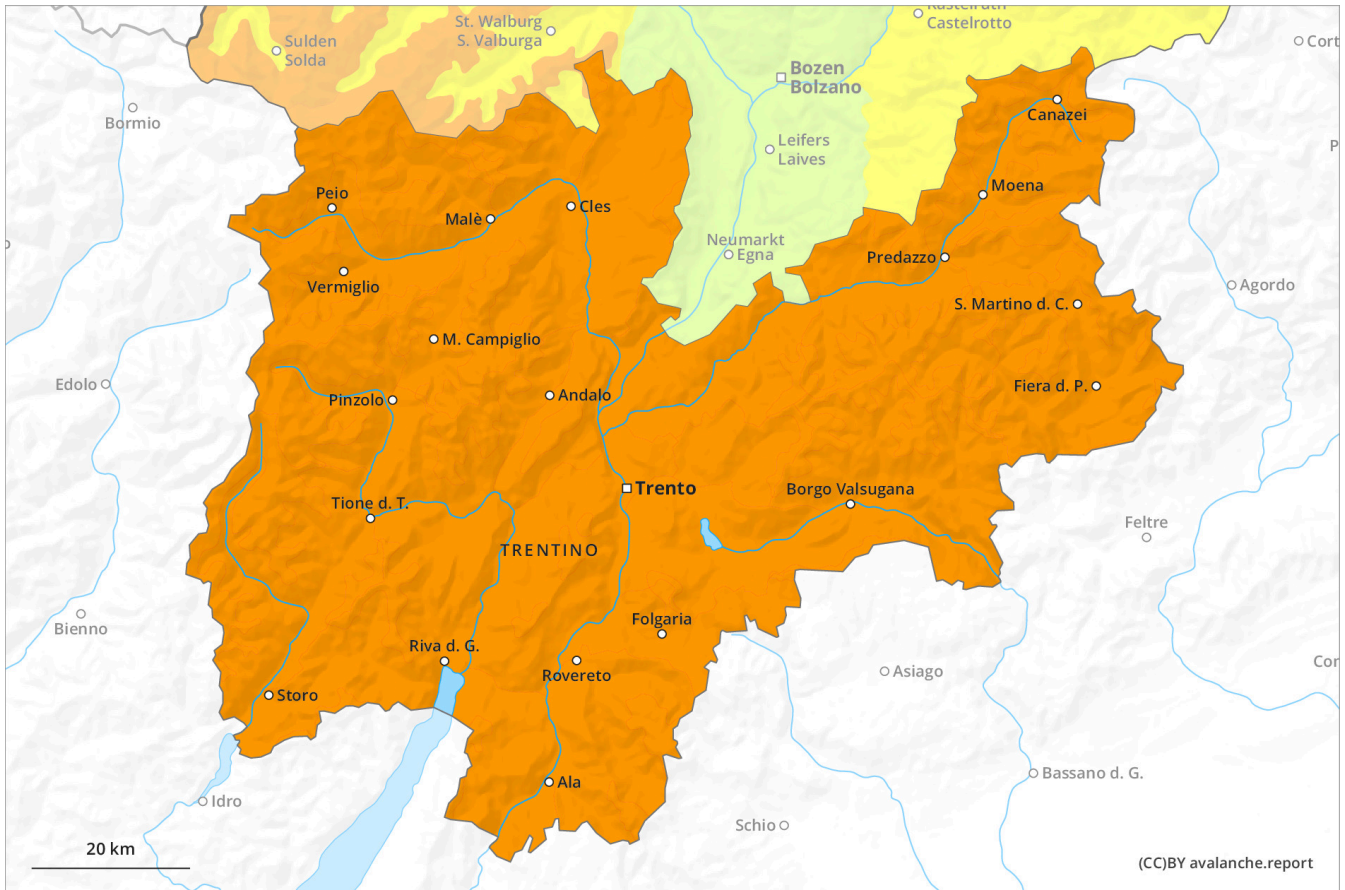 Kastelruth
Castelrotto
St. Walburg
S. Valburga
Sulden
Solda
Cort
Bozen
Bolzano
Canazei
Bormio
Leifers
Laives
Moena
Peio
Malè
Cles
Neumarkt
Egna
Predazzo
Vermiglio
Agordo
S. Martino d. C.
M. Campiglio
Edolo
Andalo
Fiera d. P.
Pinzolo
Trento
Borgo Valsugana
Tione d. T.
Feltre
TRENTINO
Bienno
Folgaria
Riva d. G.
Rovereto
Asiago
Cor
Storo
Ala
Bassano d. G.
Idro
Schio
20 km
(CC)BY avalanche.report